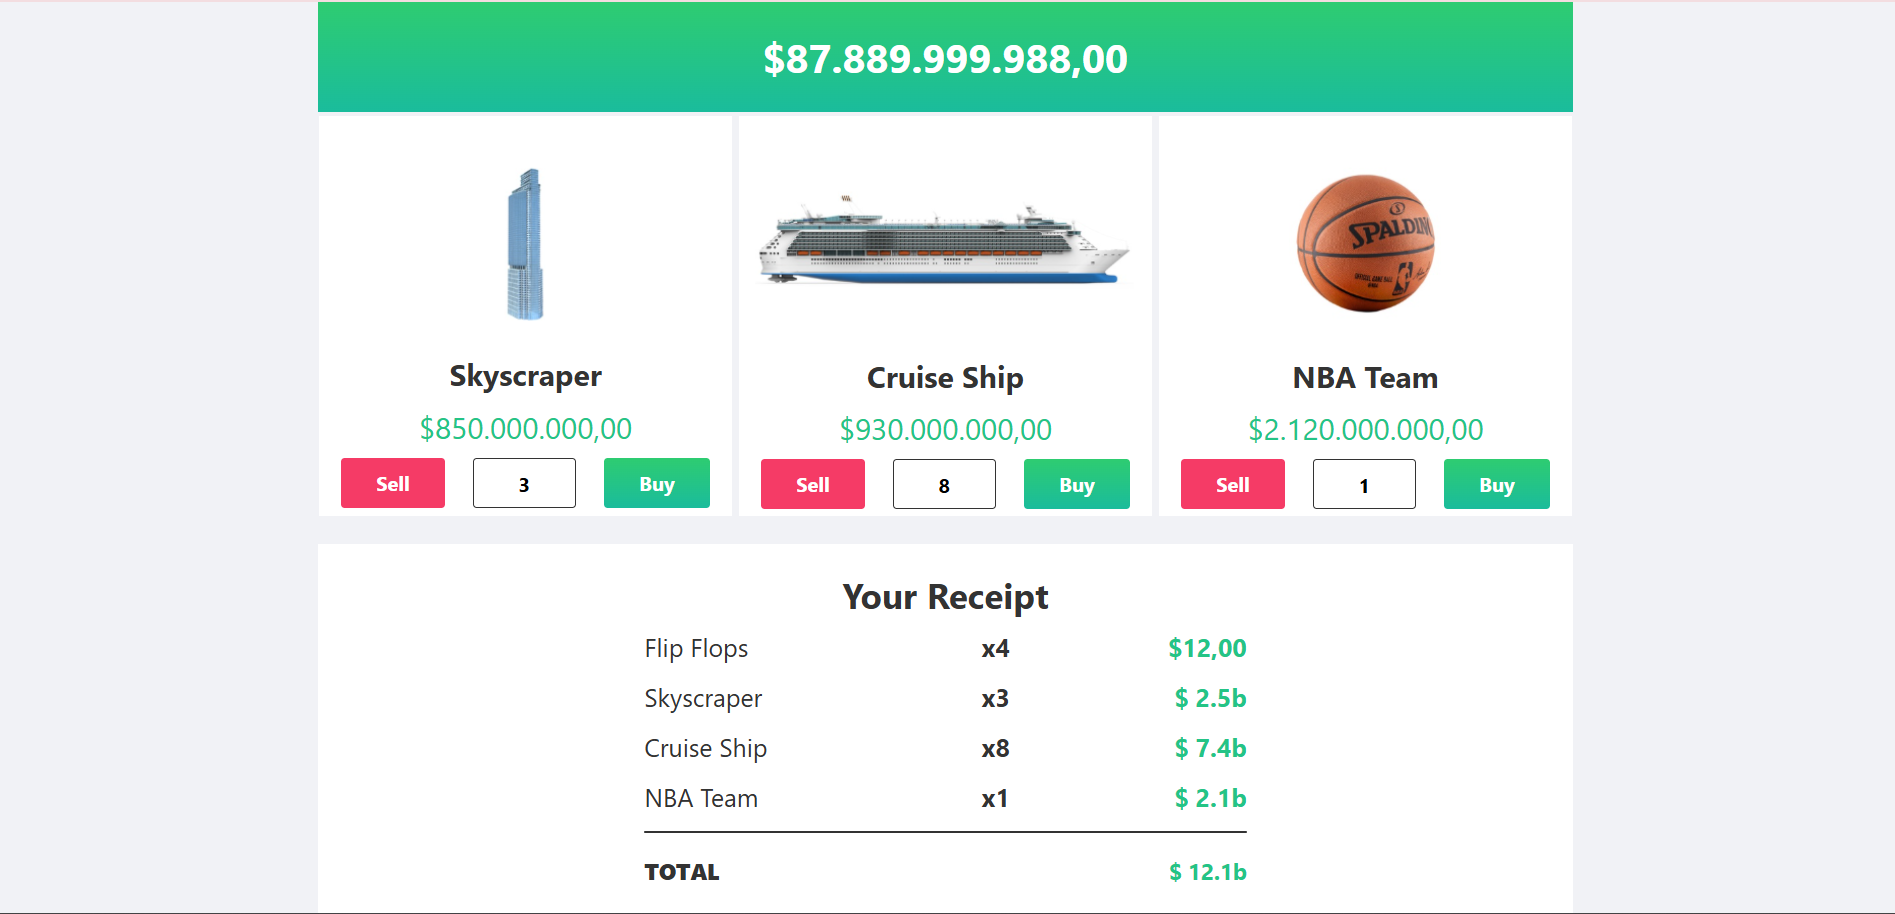 $87.889.999.988,00
SPALDING
Skyscraper
$850.000.000,00
Sell
3
Buy
Cruise Ship
$930.000.000,00
Sell
8
Buy
NBA Team
$2.120.000.000,00
Sell
1
Buy
Your Receipt
Flip Flops x4 $12,00
Skyscraper x3 $ 2.5b
Cruise Ship x8 $ 7.4b
NBA Team x1 $ 2.1b
TOTAL $ 12.1b